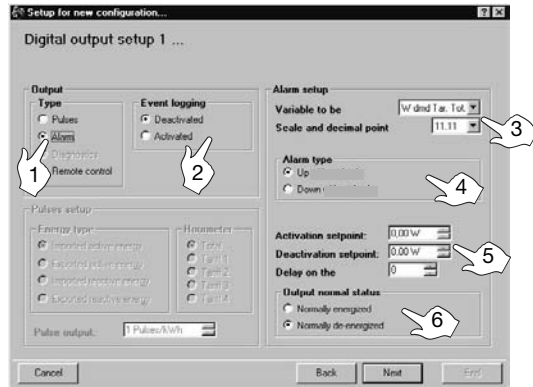 Setup for new configuration...
Digital output setup 1 ...
Output
Type
Pulses
Alarm
Diagnostics
Remote control
1
Event logging
Deactivated
Activated
2
Alarm setup
Variable to be
W dmd Tar. Tot.
Scale and decimal point
11.11
3
Alarm type
Up
Down
4
Activation setpoint:
0,00 W
Deactivation setpoint:
0.00 W
Delay on the
0
5
Output normal status
Normally energized
Normally de-energized
6
Pulses setup
Energy type
Imported active energy
Exported active energy
Imported reactive energy
Exported reactive energy
Hourmeter
Total
Tarif 1
Tarif 2
Tarif 3
Tarif 4
Pulse output:
1 Pulses/kWh
Cancel
Back
Next
End